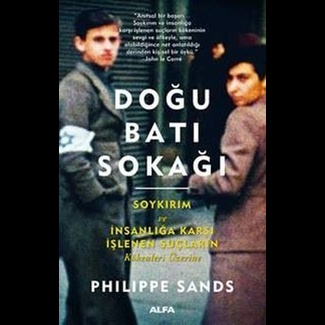 "Anıtsal bir başarı...
Soykırım ve insanlığa
karşı işlenen suçların kökeninin
sevgi ve öfkeyle, ama
olabildiğince net anlatıldığı
derinden kişisel bir öykü."
John le Carré
DOĞU
BATI
SOKAĞI
SOYKIRIM
ve
İNSANLIĞA KARŞI
İŞLENEN SUÇLARIN
Kökenleri Üzerine
PHILIPPE SANDS
ALFA